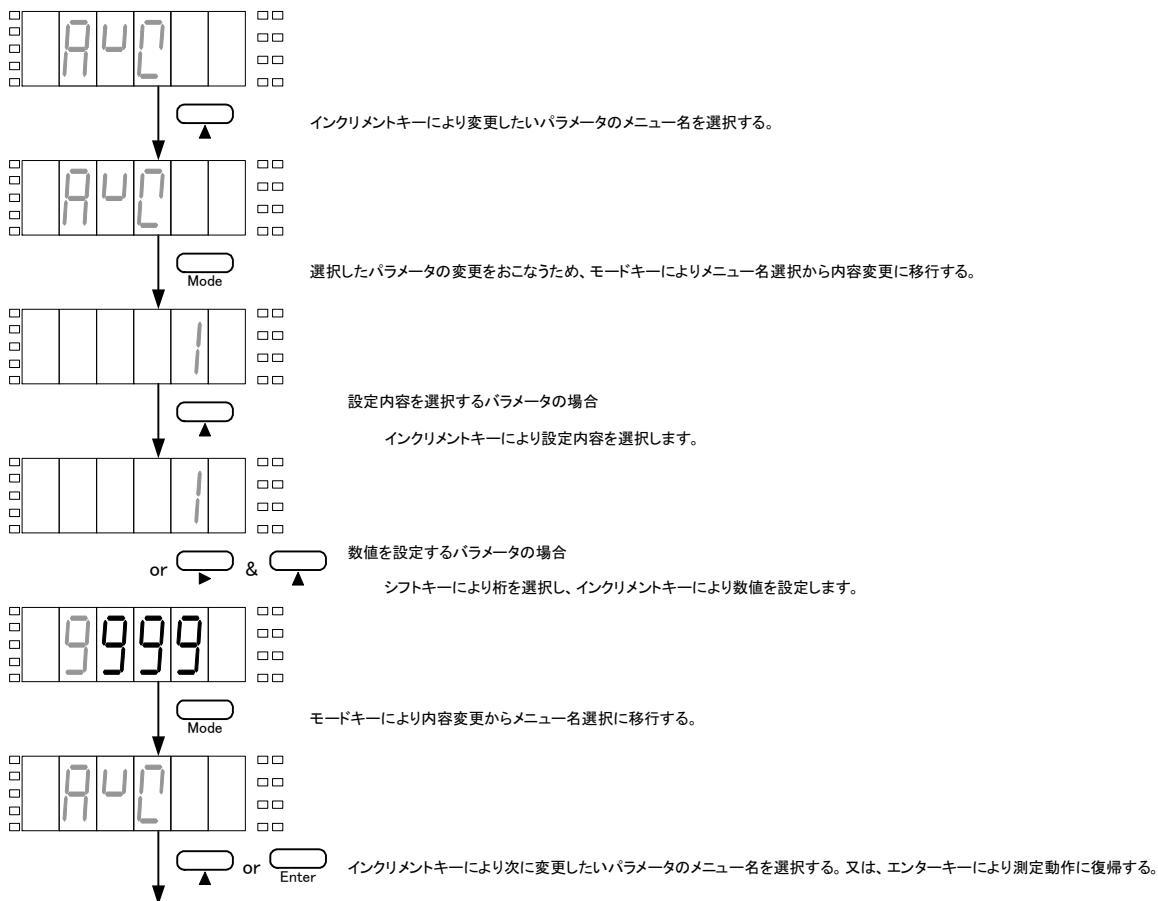 インクリメントキーにより変更したいパラメータのメニュー名を選択する。
Mode
選択したパラメータの変更をおこなうため、モードキーによりメニュー名選択から内容変更に移行する。
1
設定内容を選択するパラメータの場合
インクリメントキーにより設定内容を選択します。
1
or
&
数値を設定するパラメータの場合
シフトキーにより桁を選択し、インクリメントキーにより数値を設定します。
9999
Mode
モードキーにより内容変更からメニュー名選択に移行する。
or
Enter
インクリメントキーにより次に変更したいパラメータのメニュー名を選択する。又は、エンターキーにより測定動作に復帰する。